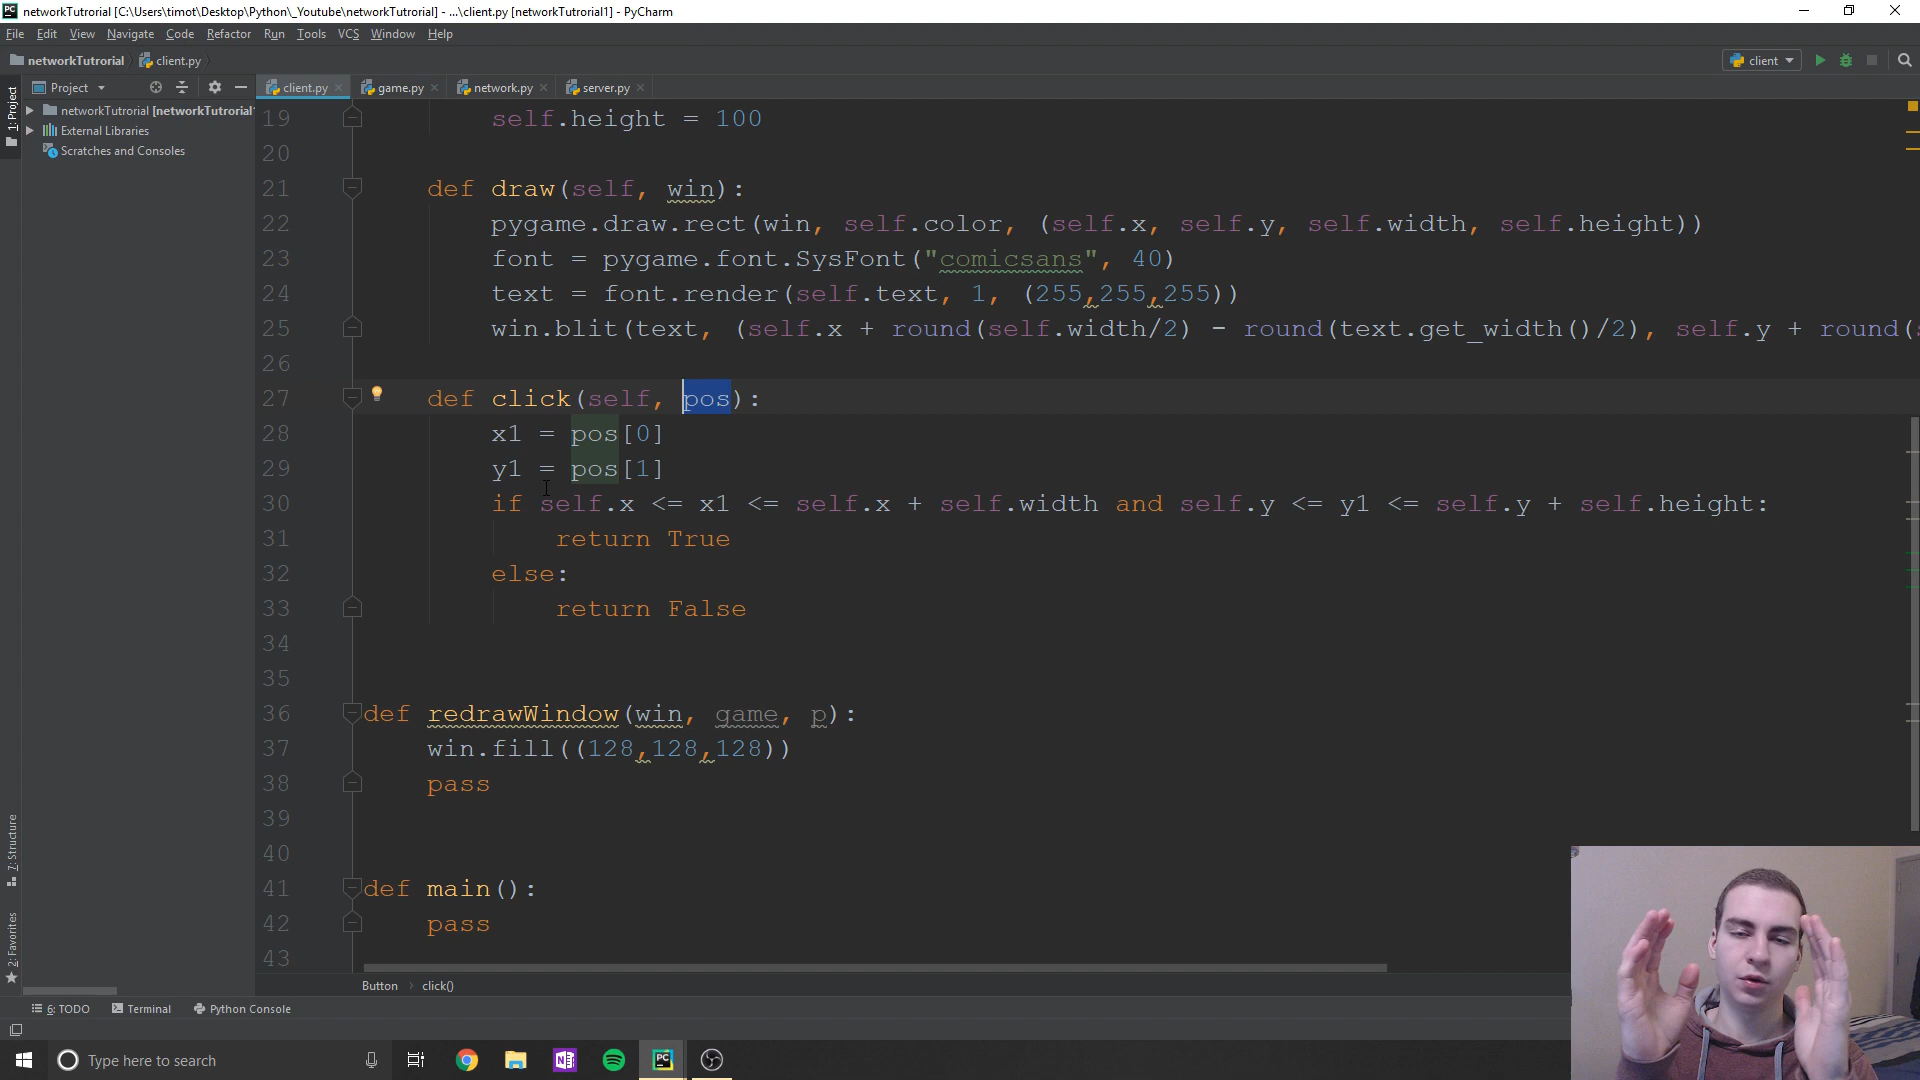 networkTutorial [C:\Users\timot\Desktop\Python\_Youtube\networkTutorial] - ...\client.py [networkTutorial1] - PyCharm
File Edit View Navigate Code Refactor Run Tools VCS Window Help
networkTutrorial client.py client
1: Project
Project
client.py game.py network.py server.py
networkTutrorial [networkTutorial1
External Libraries
Scratches and Consoles
19 self.height = 100
20
21 def draw(self, win):
22 pygame.draw.rect(win, self.color, (self.x, self.y, self.width, self.height))
23 font = pygame.font.SysFont("comicsans", 40)
24 text = font.render(self.text, 1, (255,255,255))
25 win.blit(text, (self.x + round(self.width/2) - round(text.get_width()/2), self.y + round(s
26
27 def click(self, pos):
28 x1 = pos[0]
29 y1 = pos[1]
30 if self.x <= x1 <= self.x + self.width and self.y <= y1 <= self.y + self.height:
31 return True
32 else:
33 return False
34
35
36 def redrawWindow(win, game, p):
37 win.fill((128,128,128))
38 pass
39
40
41 def main():
42 pass
43
7: Structure
2: Favorites
Button › click()
6: TODO Terminal Python Console
Type here to search